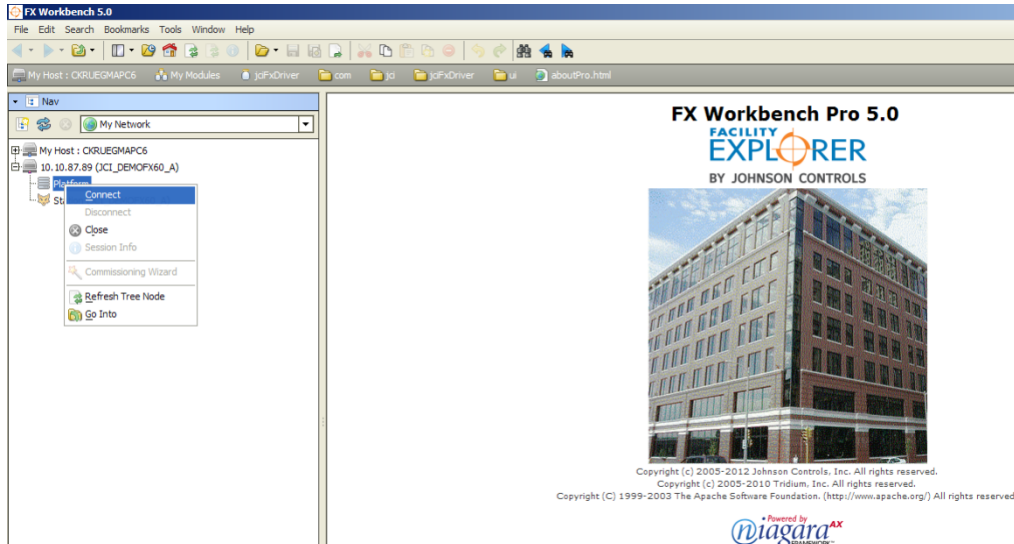 FX Workbench 5.0
File Edit Search Bookmarks Tools Window Help
My Host : CKRUEGMAPC6 My Modules jciFxDriver com jci jciFxDriver ui aboutPro.html
Nav
My Network
My Host : CKRUEGMAPC6
10.10.87.89 (JCI_DEMOFX60_A)
Platform
St
Connect
Disconnect
Close
Session Info
Commissioning Wizard
Refresh Tree Node
Go Into
FX Workbench Pro 5.0
FACILITY
EXPLORER
BY JOHNSON CONTROLS
Copyright (c) 2005-2012 Johnson Controls, Inc. All rights reserved.
Copyright (c) 2005-2010 Tridium, Inc. All rights reserved.
Copyright (C) 1999-2003 The Apache Software Foundation. (http://www.apache.org/) All rights reserved
Powered by
niagara AX
FRAMEWORK